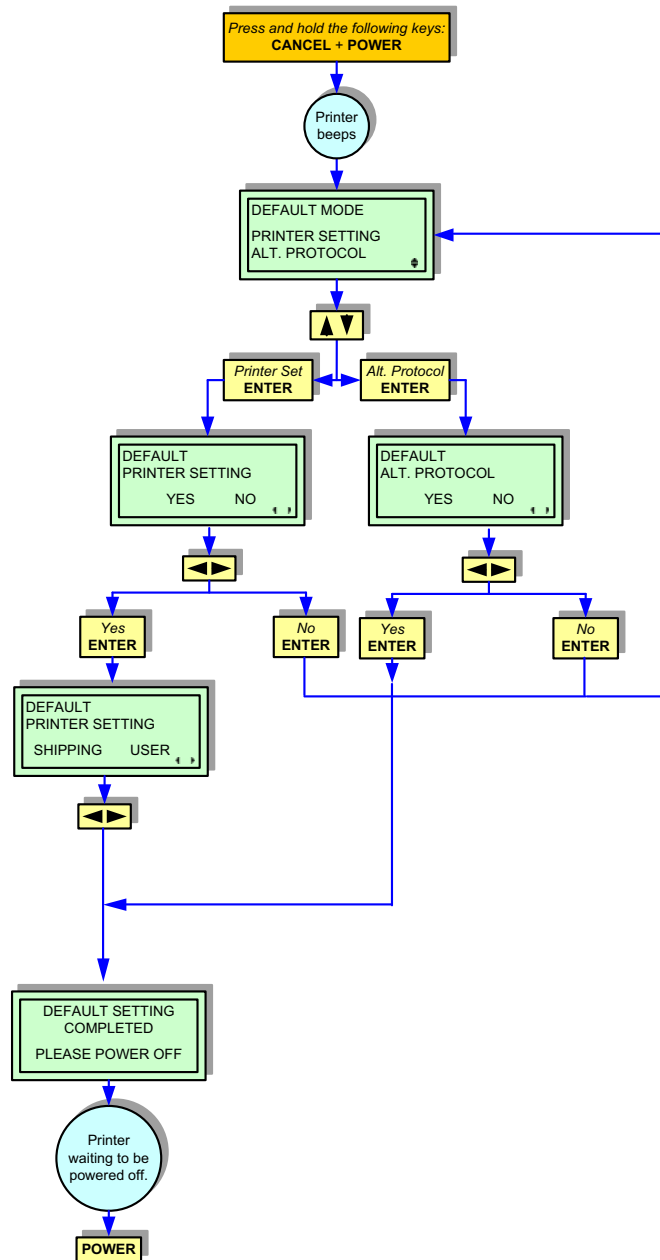 Press and hold the following keys:
CANCEL + POWER
Printer
beeps
DEFAULT MODE
PRINTER SETTING
ALT. PROTOCOL
Printer Set
ENTER
Alt. Protocol
ENTER
DEFAULT
PRINTER SETTING
YES NO
DEFAULT
ALT. PROTOCOL
YES NO
Yes
ENTER
No
ENTER
Yes
ENTER
No
ENTER
DEFAULT
PRINTER SETTING
SHIPPING USER
DEFAULT SETTING
COMPLETED
PLEASE POWER OFF
Printer
waiting to be
powered off.
POWER